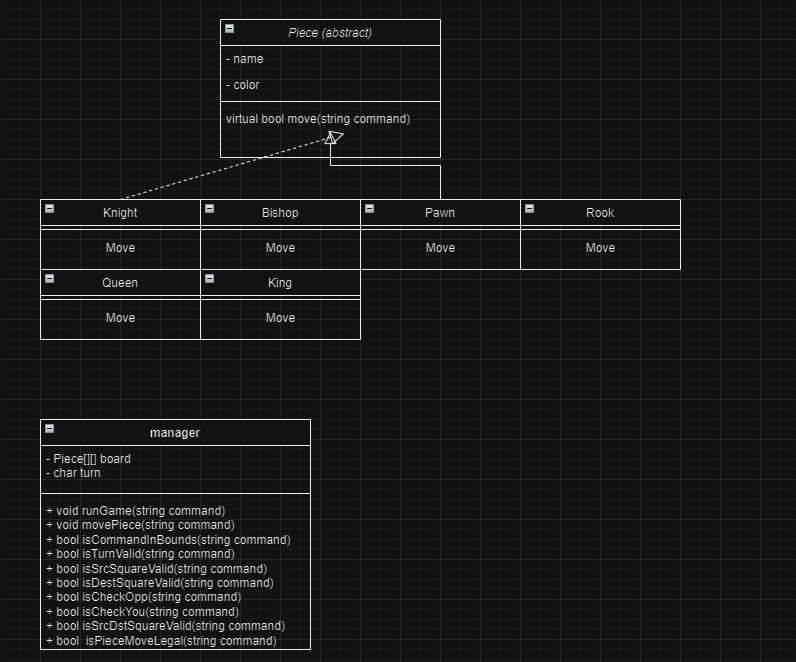 Piece (abstract)
- name
- color
virtual bool move(string command)
Knight Bishop Pawn Rook
Move Move Move Move
Queen King
Move Move
manager
- Piece[][] board
- char turn
+ void runGame(string command)
+ void movePiece(string command)
+ bool isCommandInBounds(string command)
+ bool isTurnValid(string command)
+ bool isSrcSquareValid(string command)
+ bool isDestSquareValid(string command)
+ bool isCheckOpp(string command)
+ bool isCheckYou(string command)
+ bool isSrcDstSquareValid(string command)
+ bool  isPieceMoveLegal(string command)